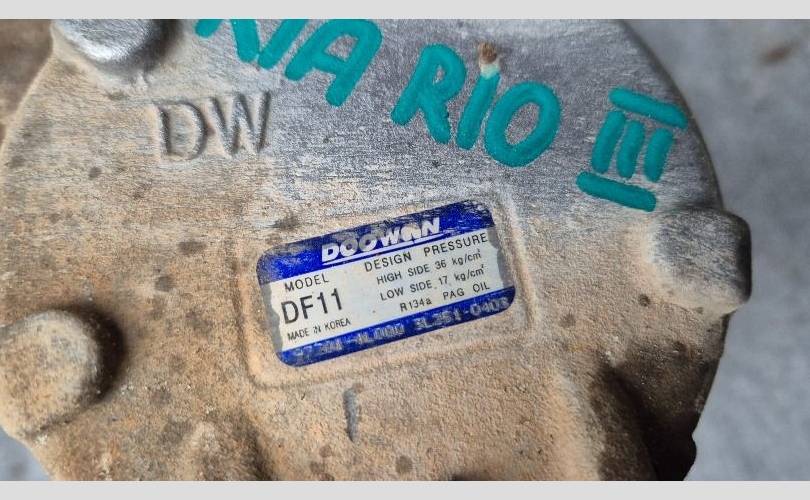 KIA RIO III
DW
DOOWON
MODEL
DF11
MADE IN KOREA
DESIGN PRESSURE
HIGH SIDE 36 kg/cm²
LOW SIDE. 17 kg/cm²
R134a PAG OIL